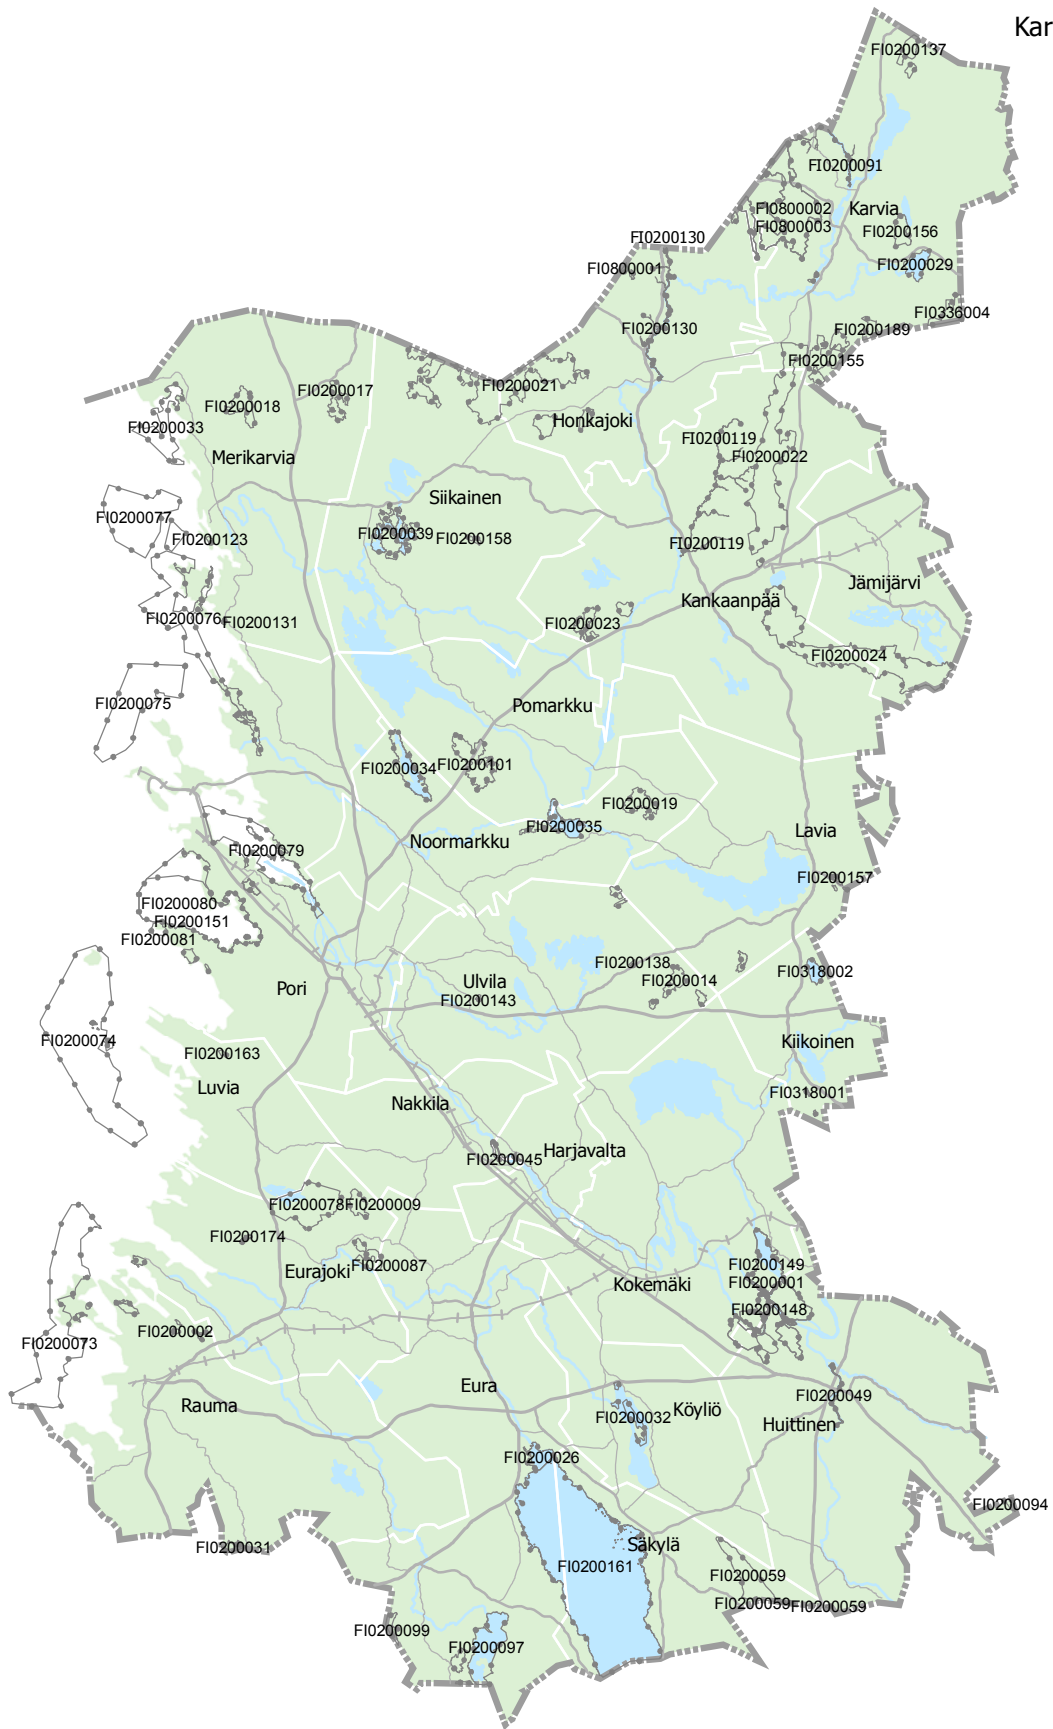 Kar
FI0200137
FI0200091
FI0800002
Karvia
FI0800003
FI0200156
FI0200130
FI0200029
FI0800001
FI0336004
FI0200130
FI0200189
FI0200155
FI0200021
FI0200017
FI0200018
Honkajoki
FI0200033
FI0200119
Merikarvia
FI0200022
Siikainen
FI0200077
FI0200039
FI0200158
FI0200123
FI0200119
Jämijärvi
Kankaanpää
FI0200076
FI0200131
FI0200023
FI0200024
FI0200075
Pomarkku
FI0200034
FI0200101
FI0200019
FI0200035
Lavia
Noormarkku
FI0200079
FI0200157
FI0200080
FI0200151
FI0200081
FI0200138
FI0318002
Ulvila
FI0200014
Pori
FI0200143
FI0200074
Kiikoinen
FI0200163
Luvia
FI0318001
Nakkila
Harjavalta
FI0200045
FI0200078
FI0200009
FI0200174
FI0200087
FI0200149
Eurajoki
Kokemäki
FI0200001
FI0200148
FI0200002
FI0200073
Eura
FI0200049
Rauma
Köyliö
FI0200032
Huittinen
FI0200026
FI0200094
FI0200031
Säkylä
FI0200161
FI0200059
FI0200059
FI0200059
FI0200099
FI0200097